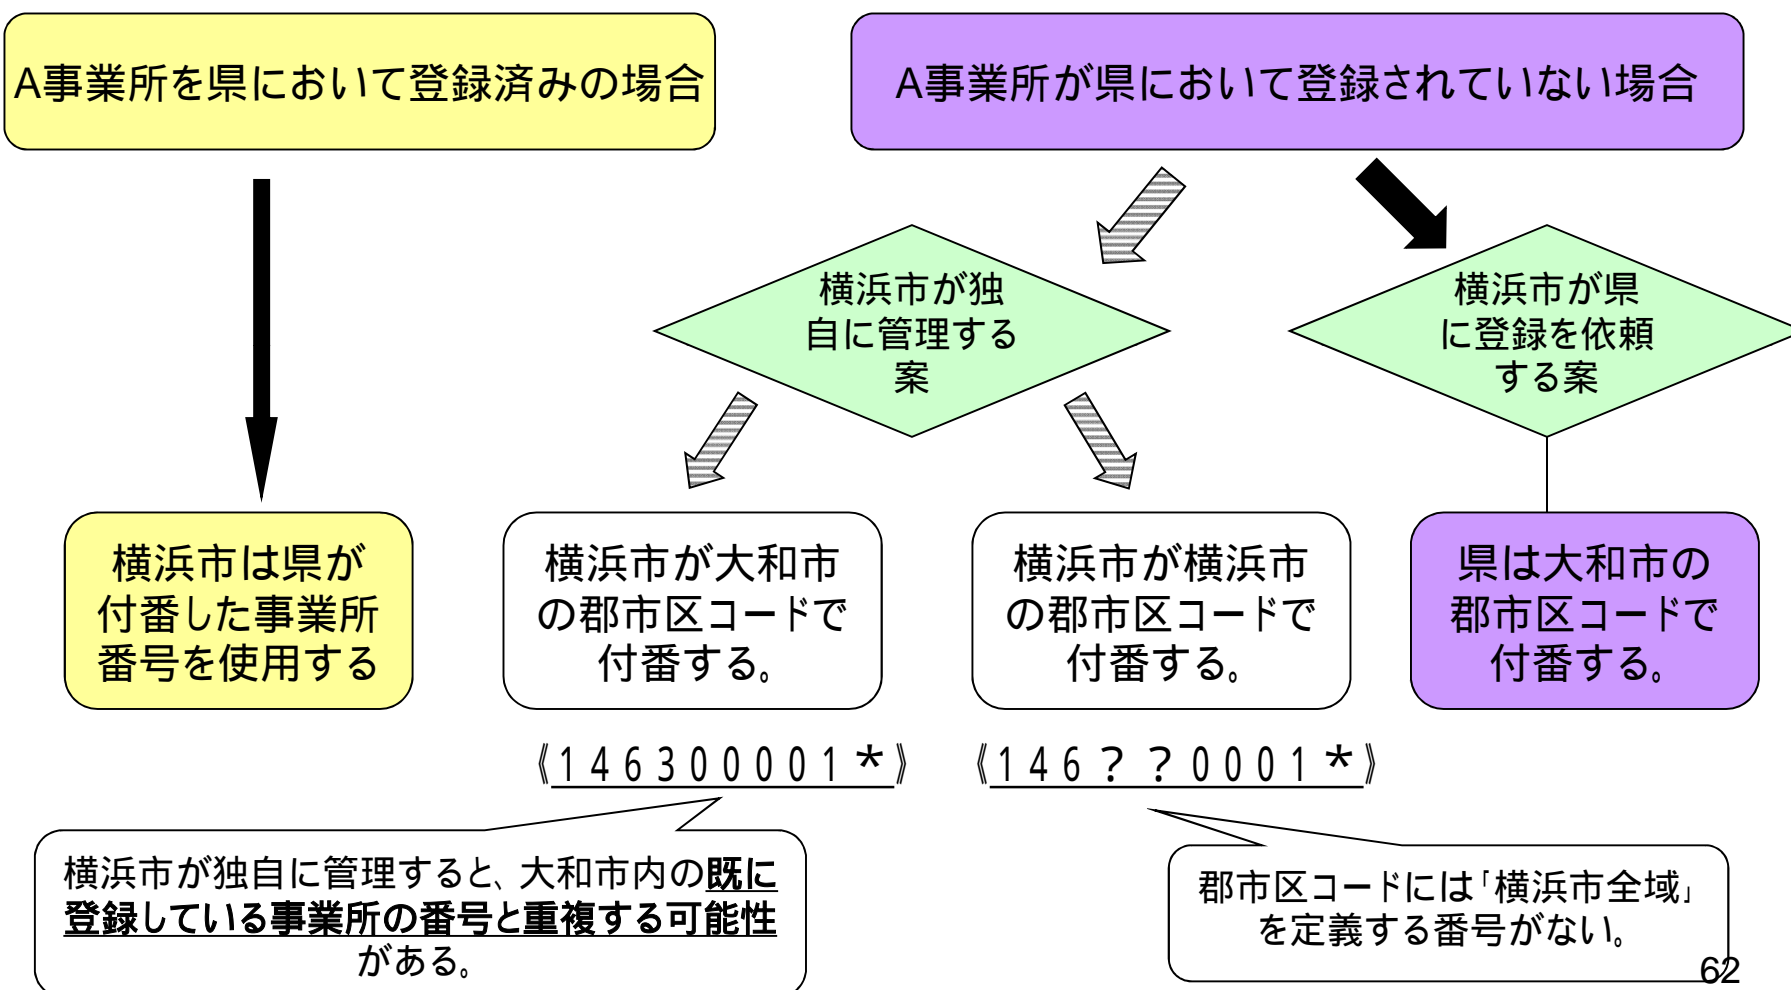 A事業所を県において登録済みの場合
A事業所が県において登録されていない場合
横浜市が独
自に管理する
案
横浜市が県
に登録を依頼
する案
横浜市は県が
付番した事業所
番号を使用する
横浜市が大和市
の郡市区コードで
付番する。
横浜市が横浜市
の郡市区コードで
付番する。
県は大和市の
郡市区コードで
付番する。
《146300001*》
《146??0001*》
横浜市が独自に管理すると、大和市内の既に
登録している事業所の番号と重複する可能性
がある。
郡市区コードには「横浜市全域」
を定義する番号がない。
62